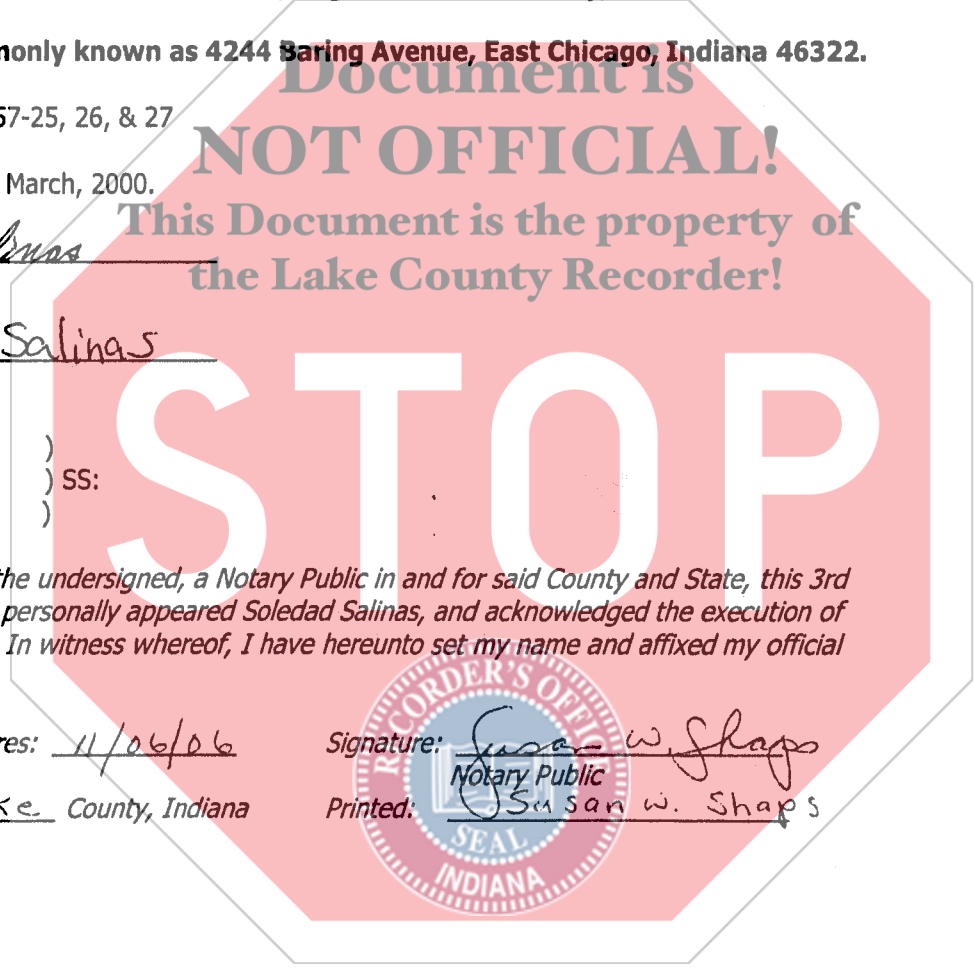 monly known as 4244 Baring Avenue, East Chicago, Indiana 46322.
Document is
67-25, 26, & 27
NOT OFFICIAL!
March, 2000.
This Document is the property of
the Lake County Recorder!
Salinas
STOP
)
) SS:
)
the undersigned, a Notary Public in and for said County and State, this 3rd
personally appeared Soledad Salinas, and acknowledged the execution of
In witness whereof, I have hereunto set my name and affixed my official
RECORDER'S OFFICE
res: 11/06/06 Signature: Susan W. Shaps
Notary Public
ke County, Indiana Printed: Susan W. Shaps
SEAL
INDIANA